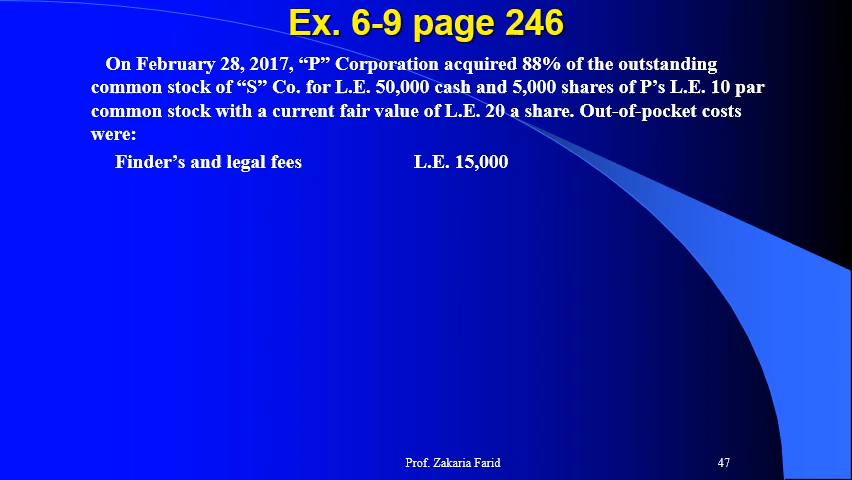 Ex. 6-9 page 246
On February 28, 2017, “P” Corporation acquired 88% of the outstanding
common stock of “S” Co. for L.E. 50,000 cash and 5,000 shares of P’s L.E. 10 par
common stock with a current fair value of L.E. 20 a share. Out-of-pocket costs
were:
Finder’s and legal fees L.E. 15,000
Prof. Zakaria Farid 47